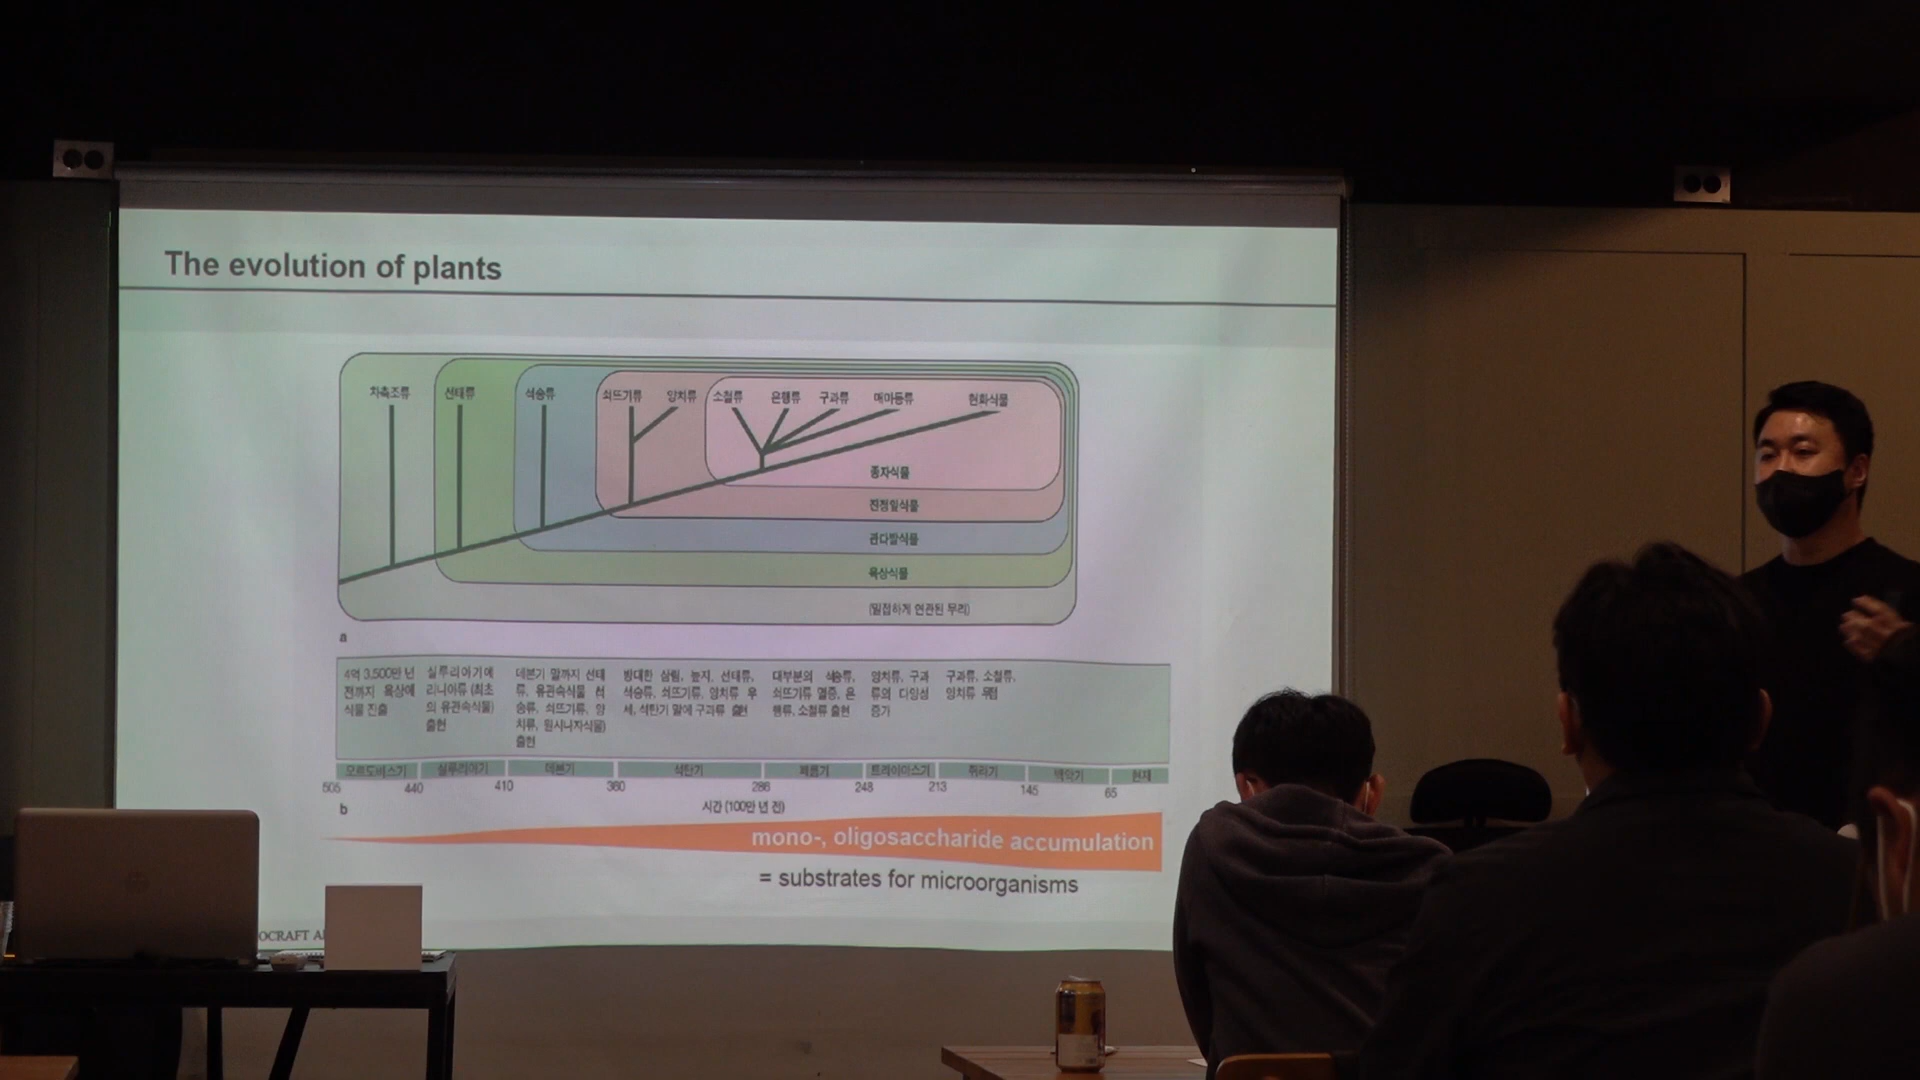 The evolution of plants
차축조류 선태류 석송류 쇠뜨기류 양치류 소철류 은행류 구과류 매마등류 현화식물
종자식물
진정엽식물
관다발식물
육상식물
(밀접하게 연관된 무리)
a
4억 3,500만 년
전까지 육상에
식물 진출
실루리아기에
리니아류 (최초
의 유관속식물)
출현
데본기 말까지 선태
류, 유관속식물 석
송류, 쇠뜨기류, 양
치류, 원시나자식물)
출현
방대한 삼림, 늪지, 선태류,
석송류, 쇠뜨기류, 양치류 우
세, 석탄기 말에 구과류 출현
대부분의 석송류,
쇠뜨기류 멸종, 은
행류, 소철류 출현
양치류, 구과
류의 다양성
증가
구과류, 소철류,
양치류 우점
오르도비스기 실루리아기 데본기 석탄기 페름기 트라이아스기 쥐라기 백악기 현재
505 440 410 360 286 248 213 145 65
b 시간 (100만 년 전)
mono-, oligosaccharide accumulation
= substrates for microorganisms
OCRAFT